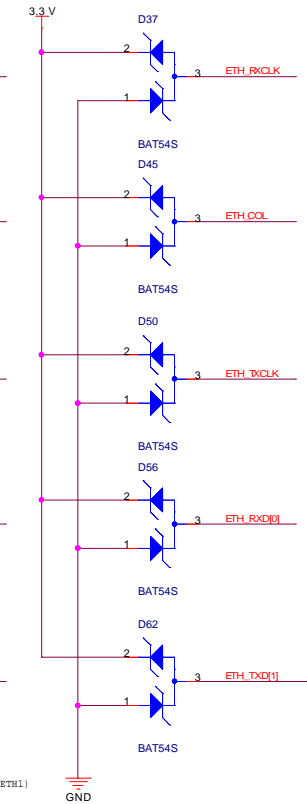 3.3 V
D37
2
3
ETH_RXCLK
1
BAT54S
D45
2
3
ETH_COL
1
BAT54S
D50
2
3
ETH_TXCLK
1
BAT54S
D56
2
3
ETH_RXD[0]
1
BAT54S
D62
2
3
ETH_TXD[1]
1
BAT54S
ETH1)
GND